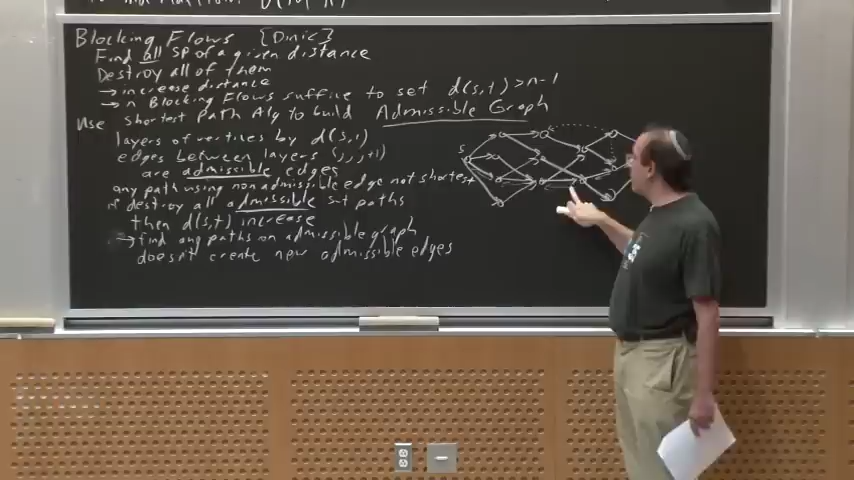 Blocking Flows {Dinic}
Find all SP of a given distance
Destroy all of them
→ increase distance
→ n Blocking Flows suffice to set d(s,t) > n-1
Use shortest path Alg to build Admissible Graph
layers of vertices by d(s,i)
edges between layers (j,j+1)
are admissible edges
any path using nonadmissible edge not shortest
if destroy all admissible s-t paths
then d(s,t) increase
→ find aug paths on admissible graph
doesn't create new admissible edges
s